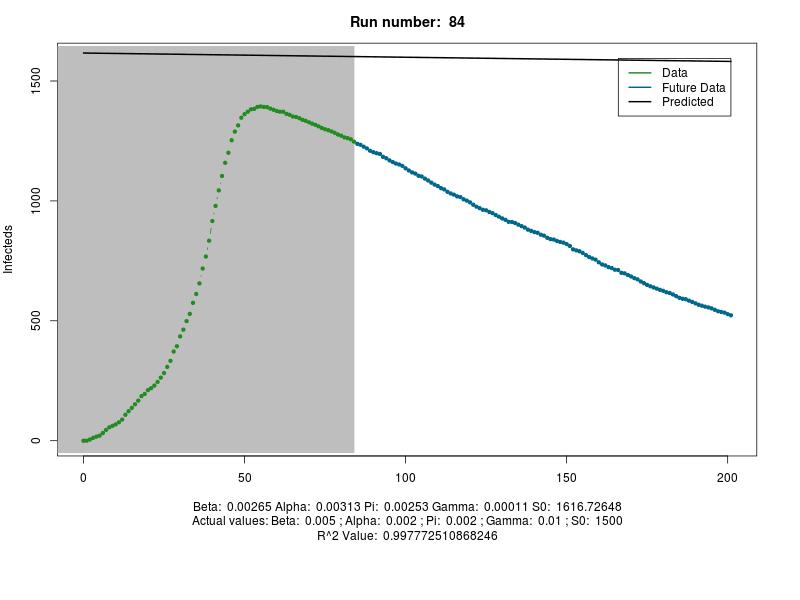 Run number: 84
Data
Future Data
Predicted
1500
1000
500
0
Infecteds
0 50 100 150 200
Beta: 0.00265 Alpha: 0.00313 Pi: 0.00253 Gamma: 0.00011 S0: 1616.72648
Actual values: Beta: 0.005 ; Alpha: 0.002 ; Pi: 0.002 ; Gamma: 0.01 ; S0: 1500
R^2 Value: 0.997772510868246